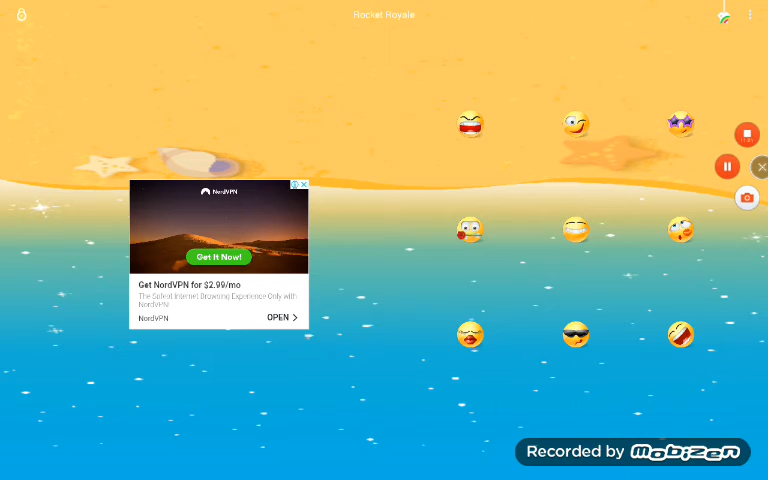 Rocket Royale
NordVPN
Get It Now!
Get NordVPN for $2.99/mo
The Safest Internet Browsing Experience Only with
NordVPN!
NordVPN
OPEN
Recorded by Mobizen